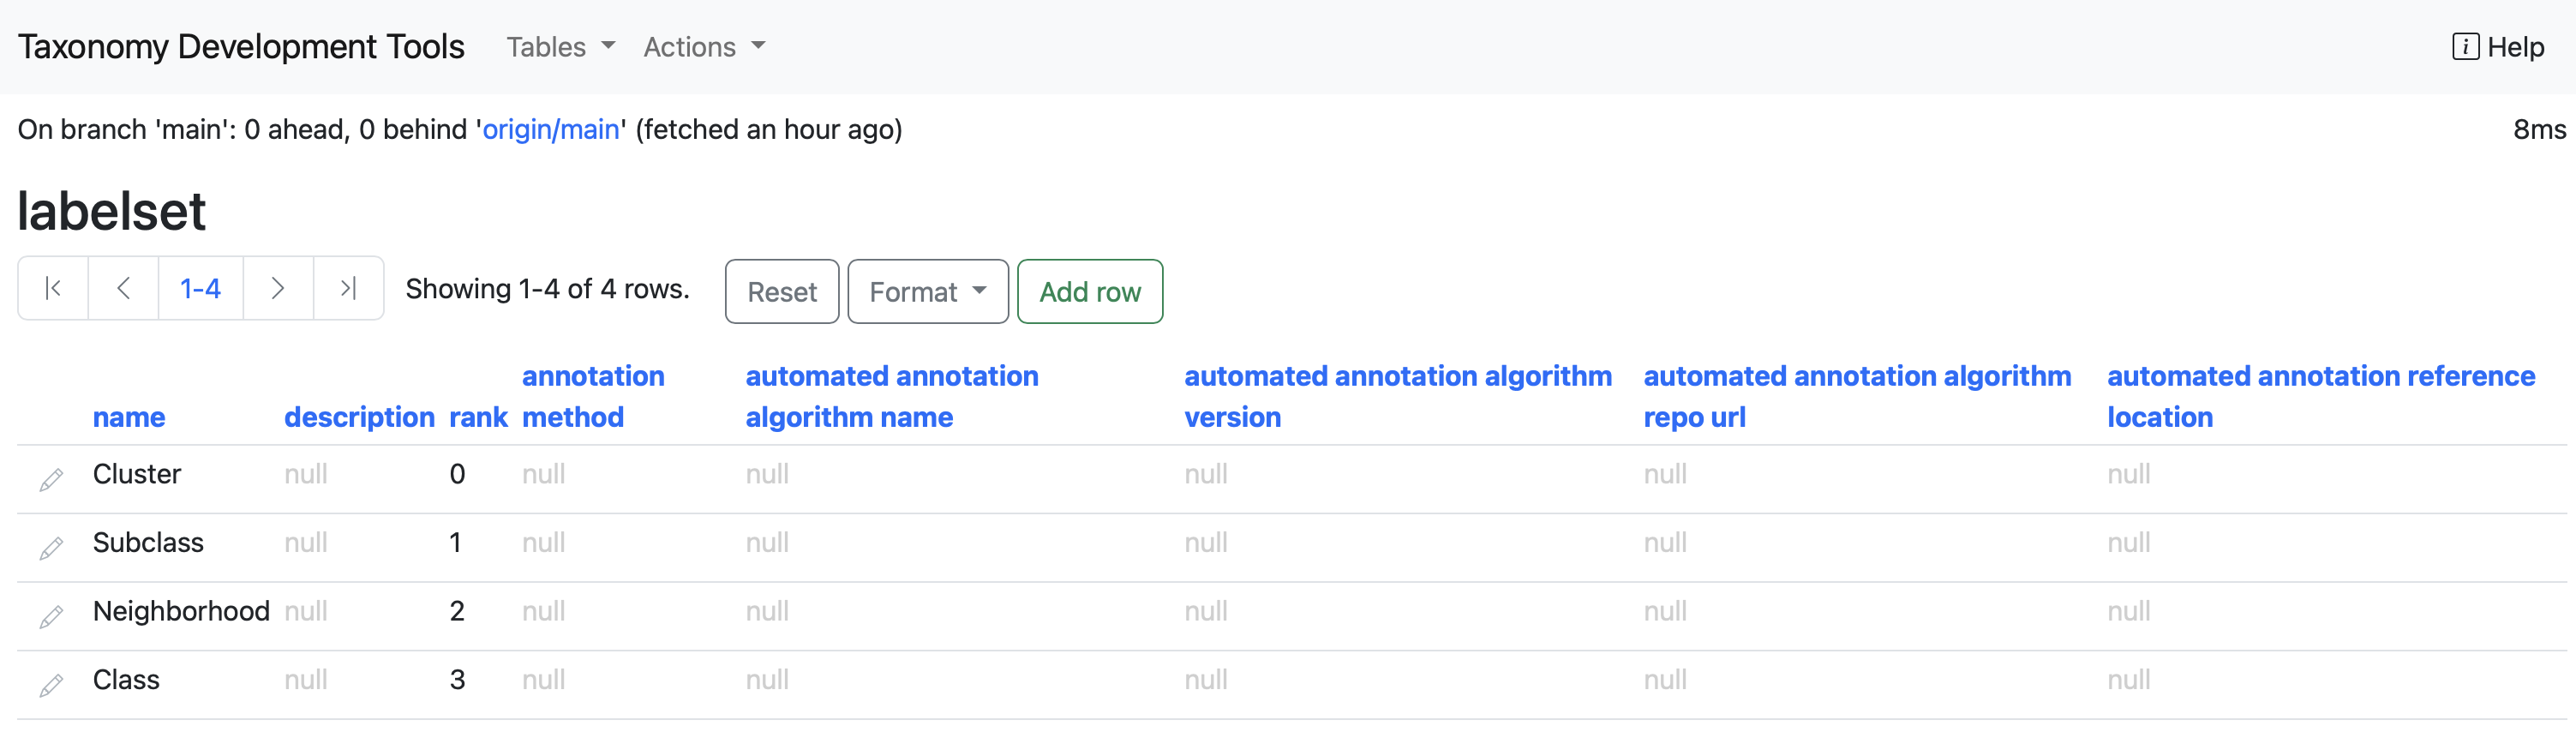 Taxonomy Development Tools Tables Actions i Help
On branch 'main': 0 ahead, 0 behind 'origin/main' (fetched an hour ago) 8ms
labelset
1-4 Showing 1-4 of 4 rows. Reset Format Add row
name description rank annotation method automated annotation algorithm name automated annotation algorithm version automated annotation algorithm repo url automated annotation reference location
Cluster null 0 null null null null null
Subclass null 1 null null null null null
Neighborhood null 2 null null null null null
Class null 3 null null null null null